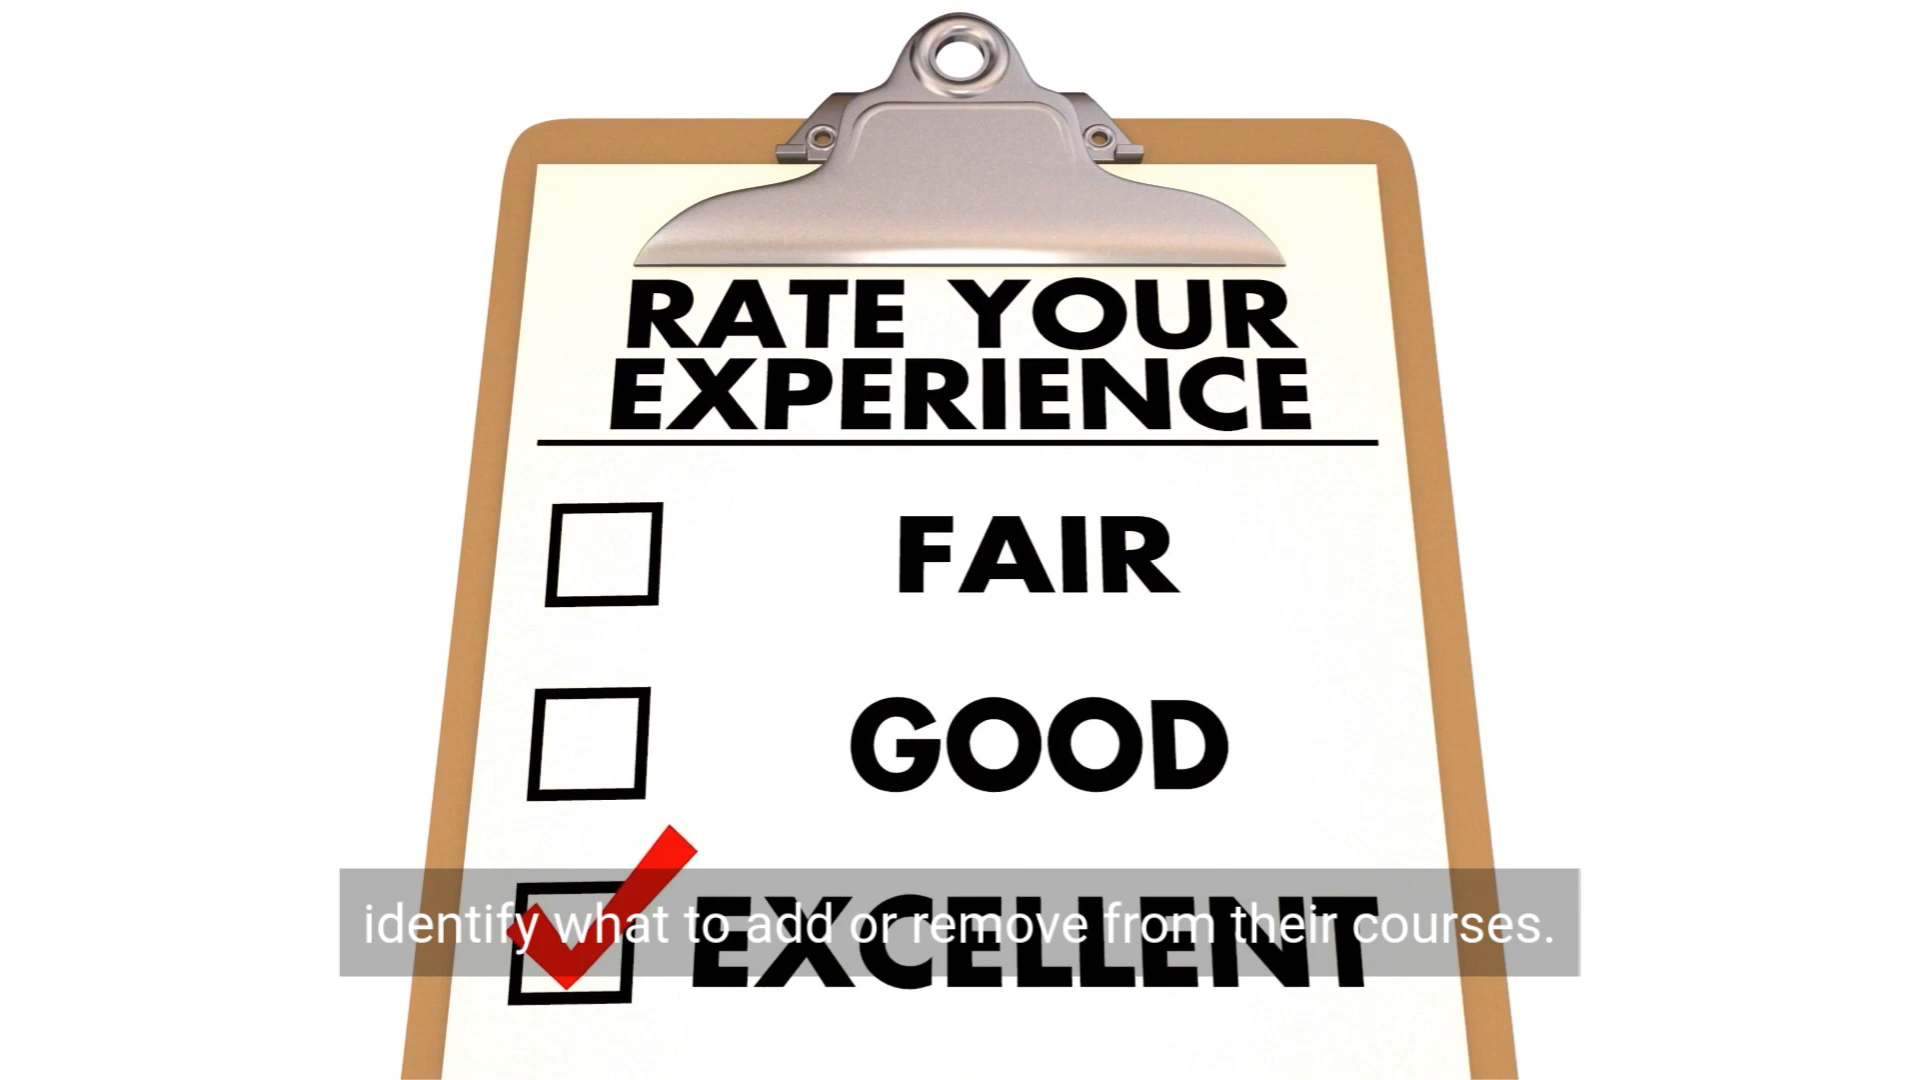 RATE YOUR
EXPERIENCE
FAIR
GOOD
EXCELLENT
identify what to add or remove from their courses.